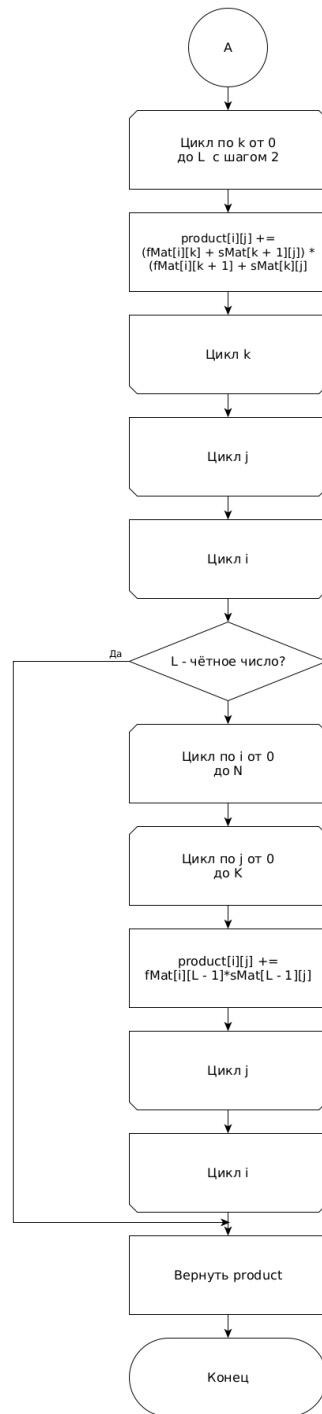 A
Цикл по k от 0
до L с шагом 2
product[i][j] +=
(fMat[i][k] + sMat[k + 1][j]) *
(fMat[i][k + 1] + sMat[k][j]
Цикл k
Цикл j
Цикл i
Да
L - чётное число?
Цикл по i от 0
до N
Цикл по j от 0
до K
product[i][j] +=
fMat[i][L - 1]*sMat[L - 1][j]
Цикл j
Цикл i
Вернуть product
Конец